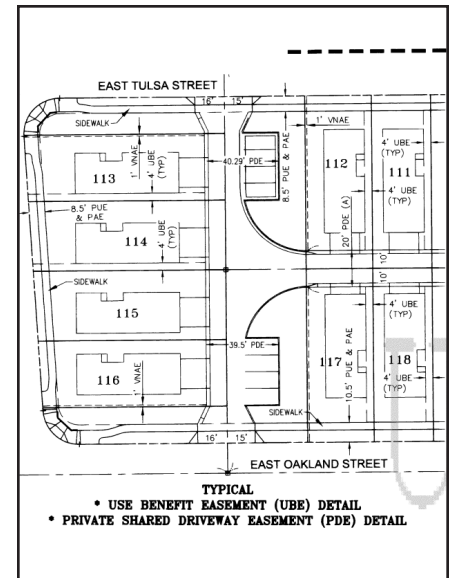 EAST TULSA STREET
16' 15'
SIDEWALK
1' VNAE
1' VNAE
4' UBE
(TYP)
40.29' PDE
8.5' PUE & PAE
113
112
4' UBE
(TYP)
111
4' UBE
(TYP)
8.5' PUE
& PAE
114
4' UBE
(TYP)
20' PDE (A)
10'
10'
SIDEWALK
115
4' UBE
(TYP)
39.5' PDE
116
1' VNAE
117
10.5' PUE & PAE
118
4' UBE
(TYP)
SIDEWALK
16' 15'
EAST OAKLAND STREET
TYPICAL
* USE BENEFIT EASEMENT (UBE) DETAIL
* PRIVATE SHARED DRIVEWAY EASEMENT (PDE) DETAIL